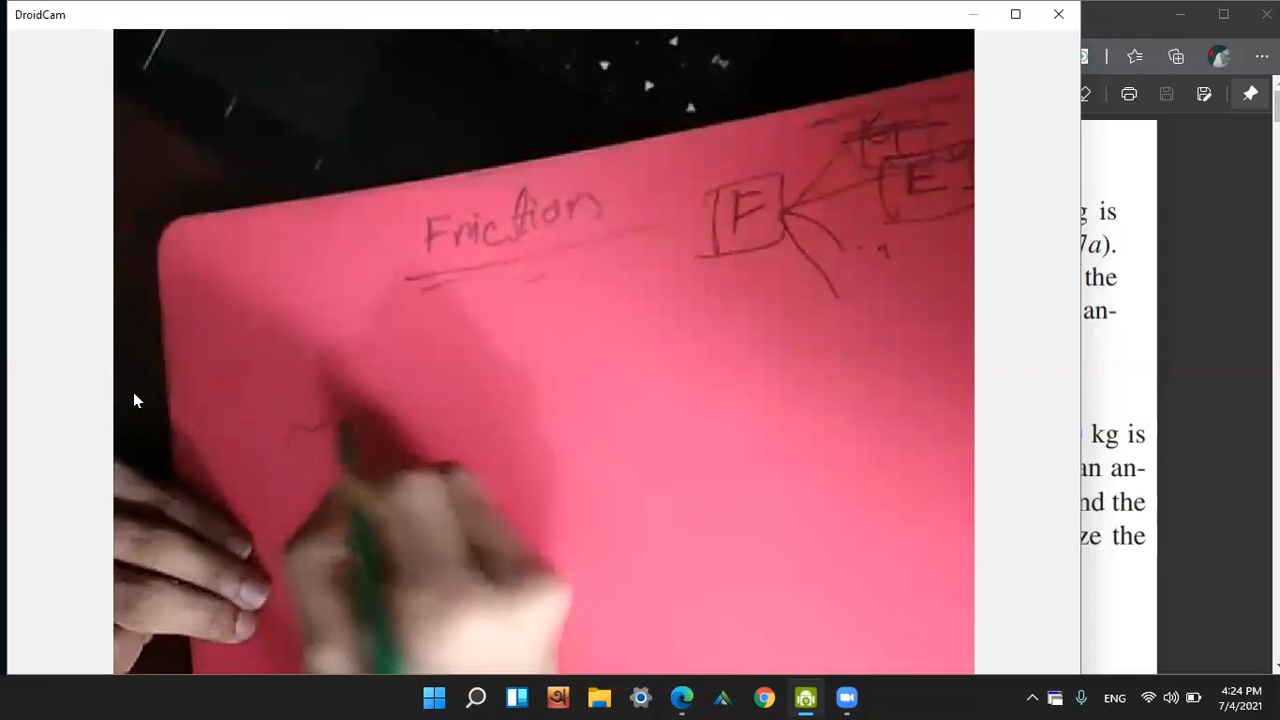 DroidCam
Friction
F
E
...
g is
7a).
the
an-
kg is
an an-
nd the
ze the
ENG
4:24 PM
7/4/2021